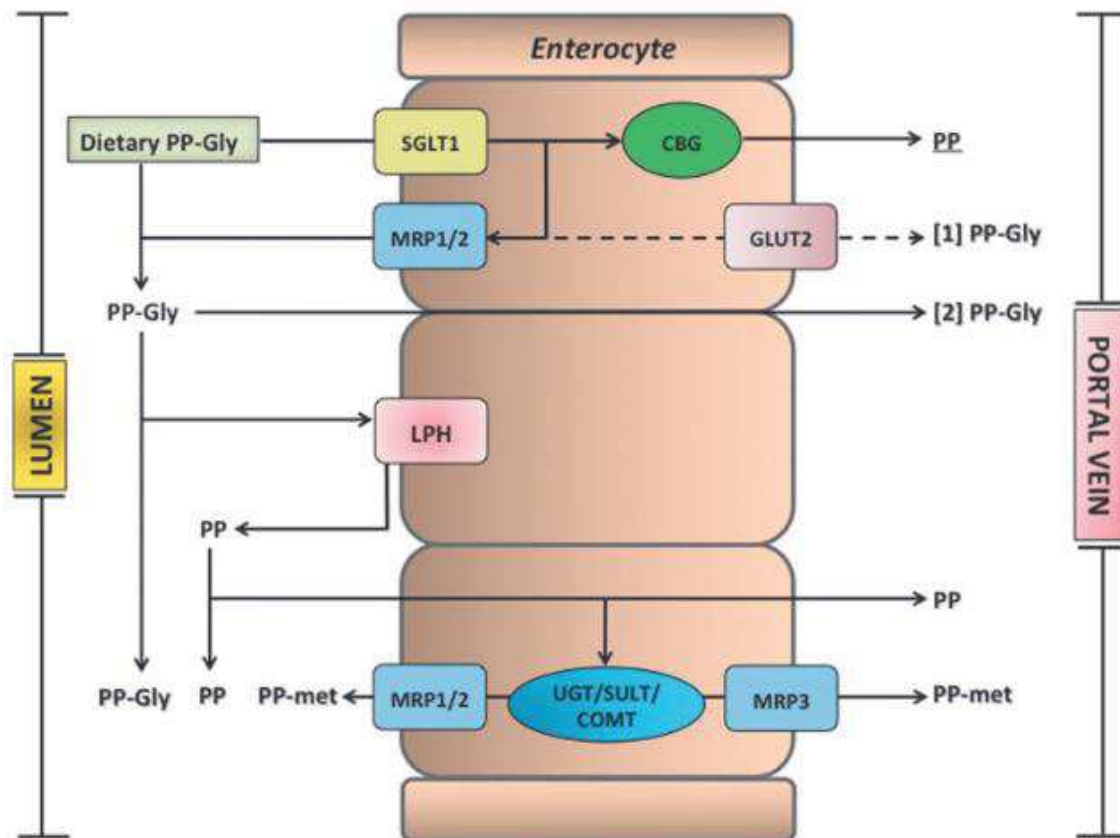 Enterocyte
Dietary PP-Gly
SGLT1
CBG
PP
MRP1/2
GLUT2
[1] PP-Gly
PP-Gly
[2] PP-Gly
LUMEN
LPH
PORTAL VEIN
PP
PP
PP-Gly
PP
PP-met
MRP1/2
UGT/SULT/
COMT
MRP3
PP-met